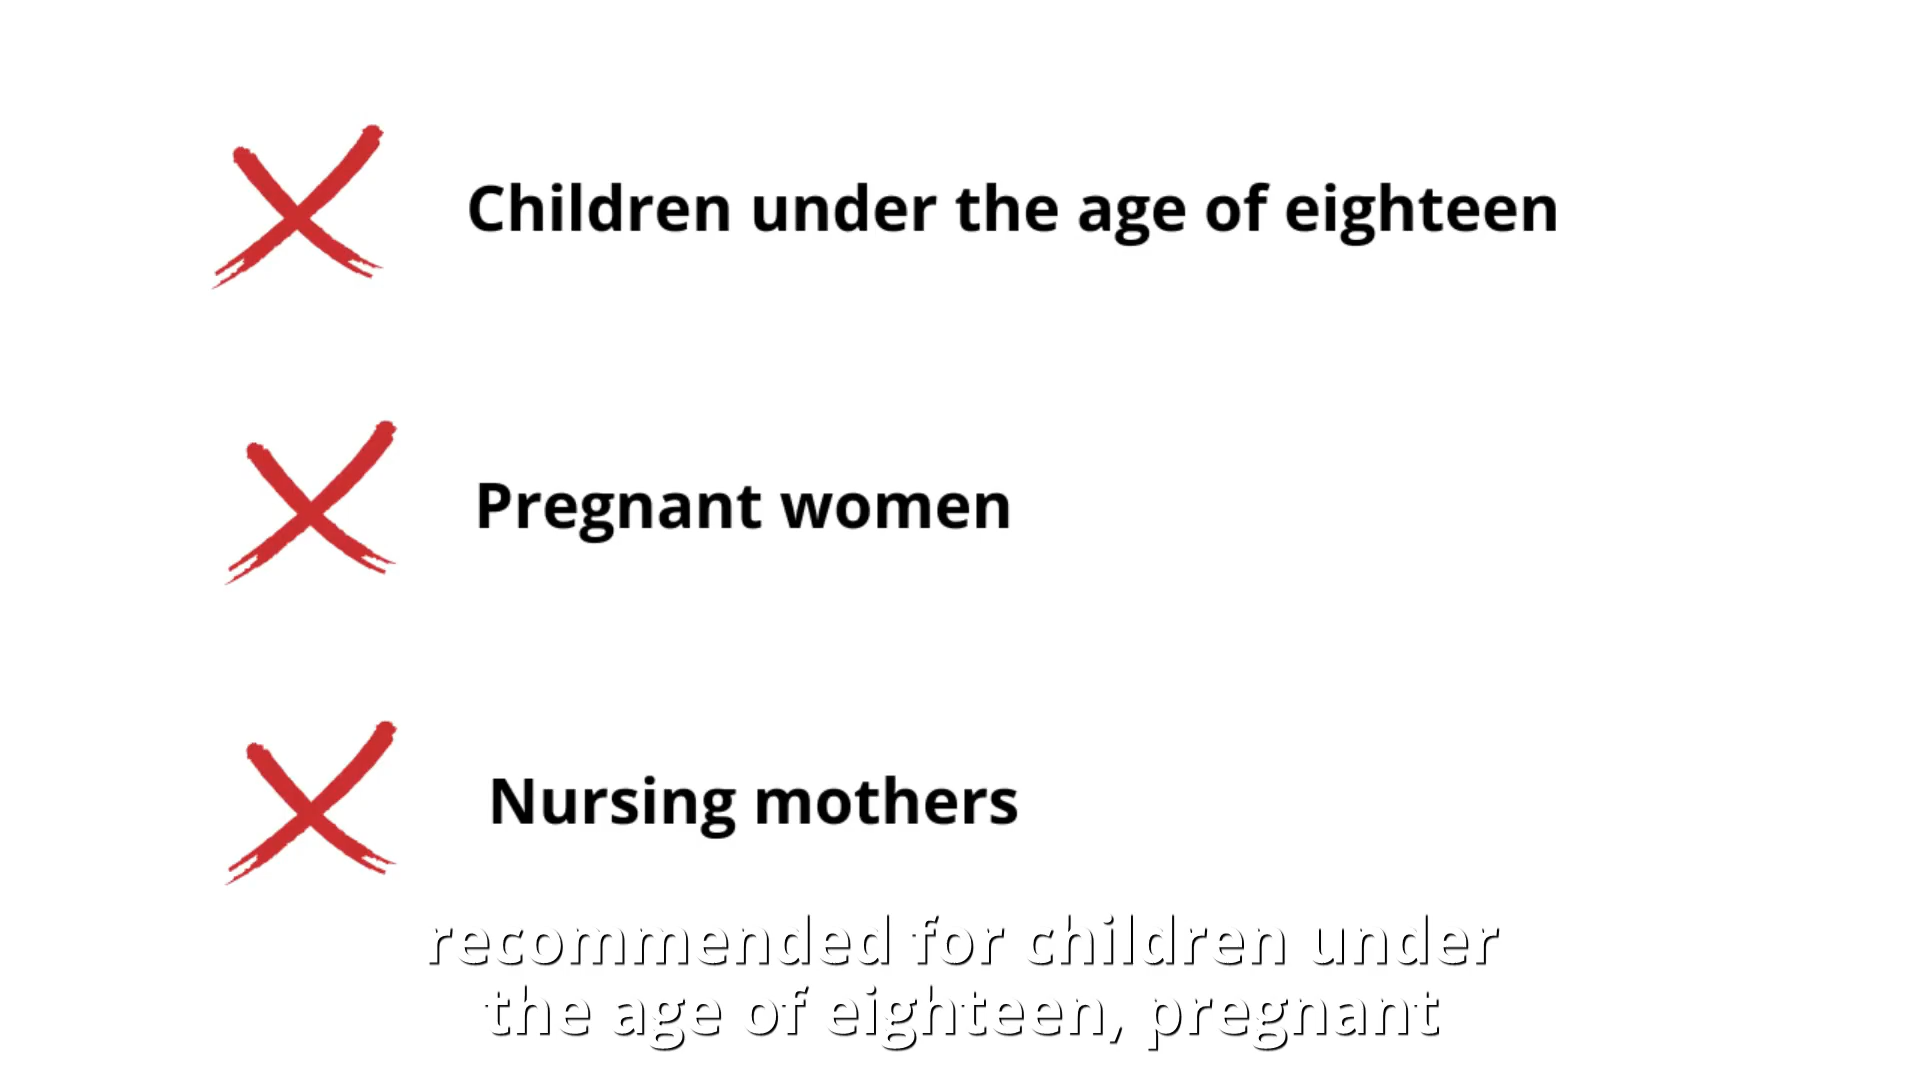 Children under the age of eighteen
Pregnant women
Nursing mothers
recommended for children under
the age of eighteen, pregnant